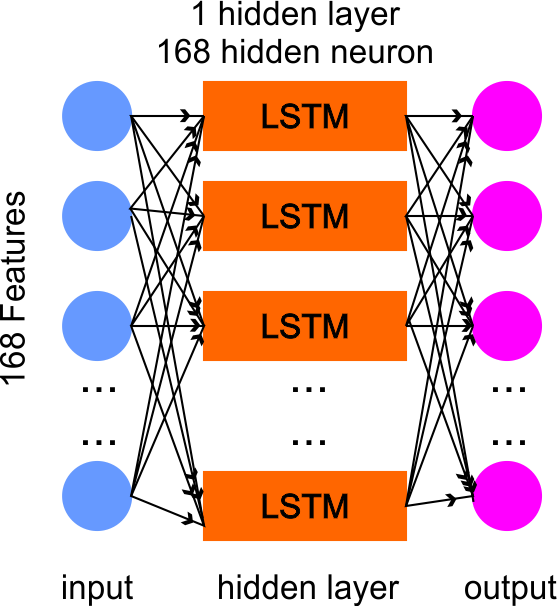 1 hidden layer
168 hidden neuron
168 Features
LSTM
LSTM
LSTM
... ... ...
... ... ...
LSTM
input hidden layer output